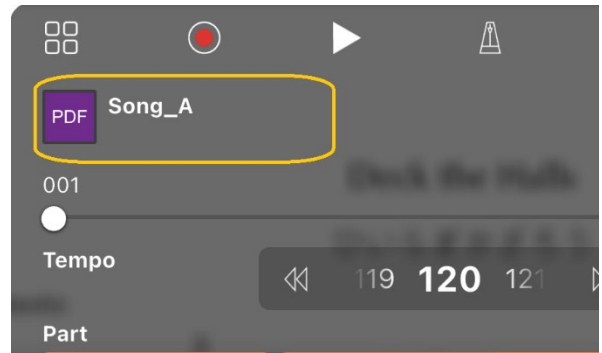 PDF Song_A
001
Deck the Halls
Tempo
119 120 121
Part